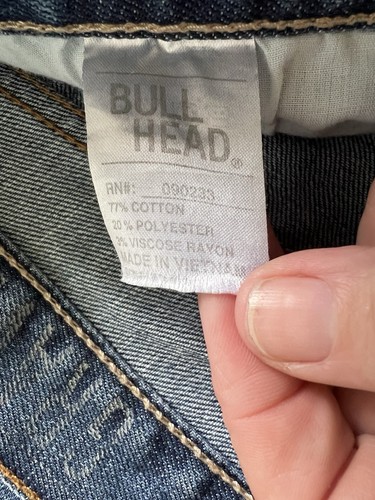 BULL
HEAD®
RN#: 090233
77% COTTON
20% POLYESTER
3% VISCOSE RAYON
MADE IN VIETNAM